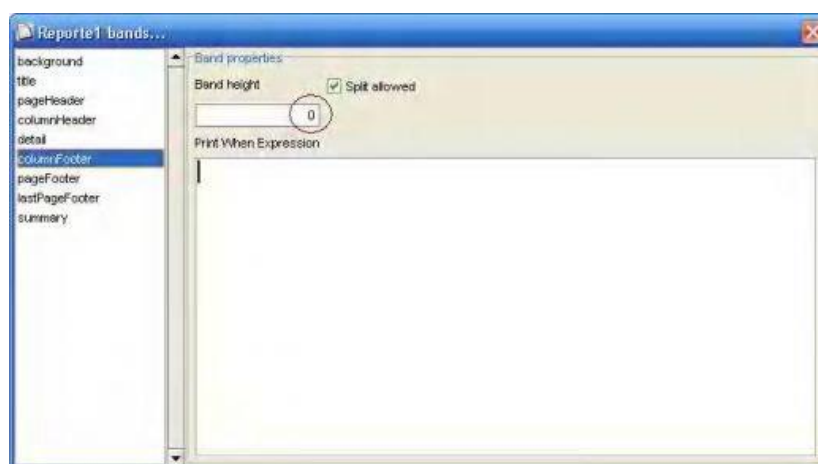 Reporte1 bands...
background
title
pageHeader
columnHeader
detail
columnFooter
pageFooter
lastPageFooter
summary
Band properties
Band height
Split allowed
0
Print When Expression